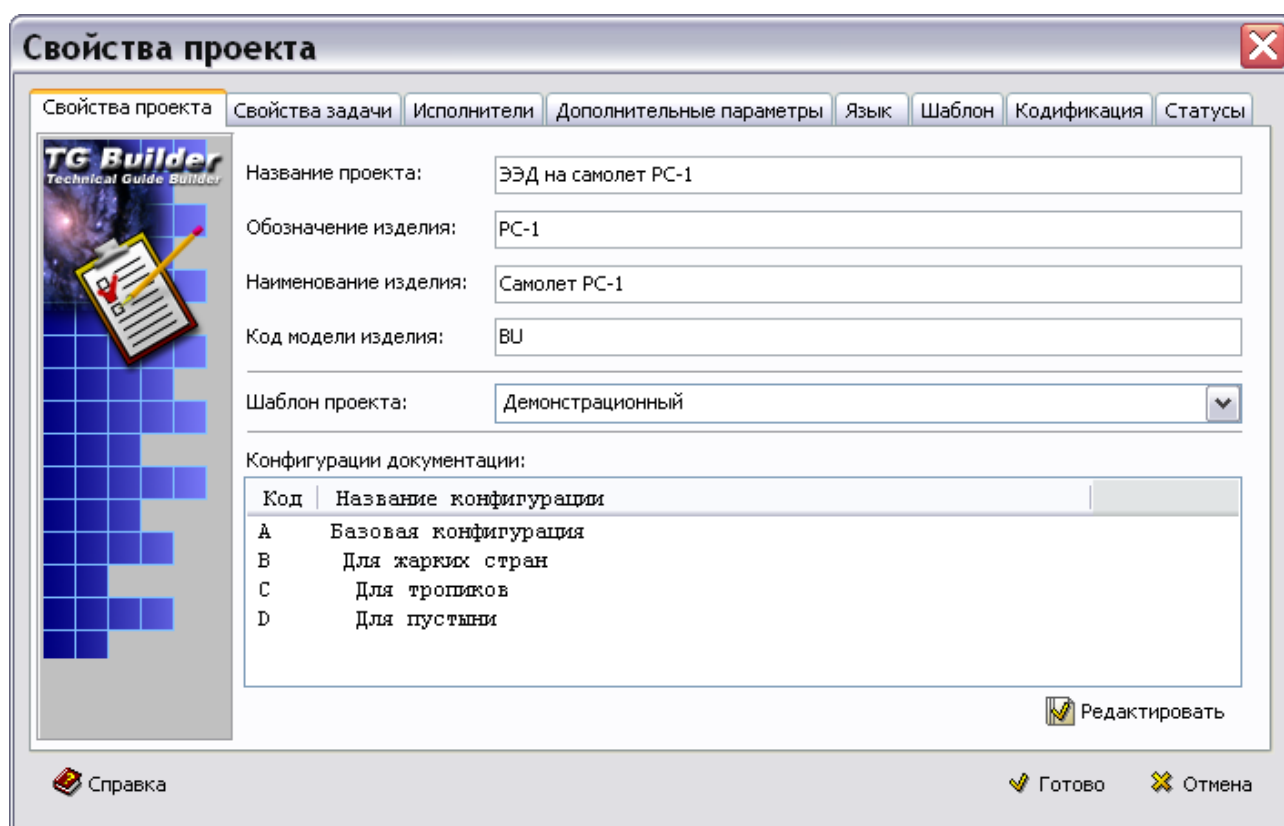 Свойства проекта
Свойства проекта Свойства задачи Исполнители Дополнительные параметры Язык Шаблон Кодификация Статусы
TG Builder
Technical Guide Builder
Название проекта: ЭЭД на самолет РС-1
Обозначение изделия: РС-1
Наименование изделия: Самолет РС-1
Код модели изделия: BU
Шаблон проекта: Демонстрационный
Конфигурации документации:
Код Название конфигурации
A Базовая конфигурация
B Для жарких стран
C Для тропиков
D Для пустыни
Редактировать
Справка Готово Отмена